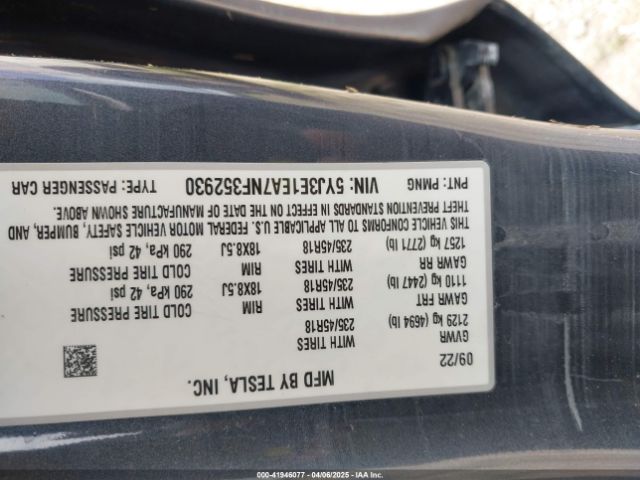 MFD BY TESLA, INC.
09/22
GVWR
2129 kg (4694 lb)
GAWR FRT
1110 kg (2447 lb)
GAWR RR
1257 kg (2771 lb)
WITH TIRES
235/45R18
WITH TIRES
235/45R18
WITH TIRES
235/45R18
RIM
18X8.5J
RIM
18X8.5J
COLD TIRE PRESSURE
290 kPa, 42 psi
COLD TIRE PRESSURE
290 kPa, 42 psi
THIS VEHICLE CONFORMS TO ALL APPLICABLE U.S. FEDERAL MOTOR VEHICLE SAFETY, BUMPER, AND
THEFT PREVENTION STANDARDS IN EFFECT ON THE DATE OF MANUFACTURE SHOWN ABOVE.
VIN: 5YJ3E1EA7NF352930
TYPE: PASSENGER CAR
PNT: PMNG
000-41946077 - 04/06/2025 - IAA Inc.